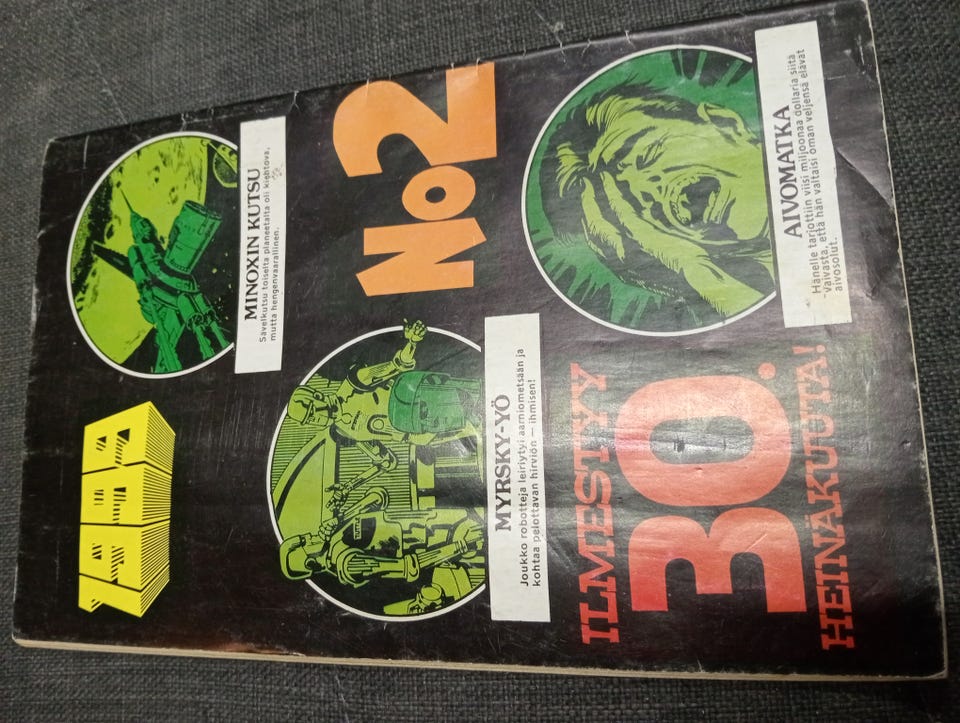 MINOXIN KUTSU
Sävelkutsu toiselta planeetalta oli kiehtova,
mutta hengenvaarallinen.
No2
MYRSKY-YÖ
Joukko robotteja leiriytyi aarniometsään ja
kohtaa pelottavan hirviön — ihmisen!
AIVOMATKA
Hänelle tarjottiin viisi miljoonaa dollaria siitä
vaivasta, että hän valtaisi oman veljensä elävät
aivosolut.
ILMESTYY
30.
HEINÄKUUTA!